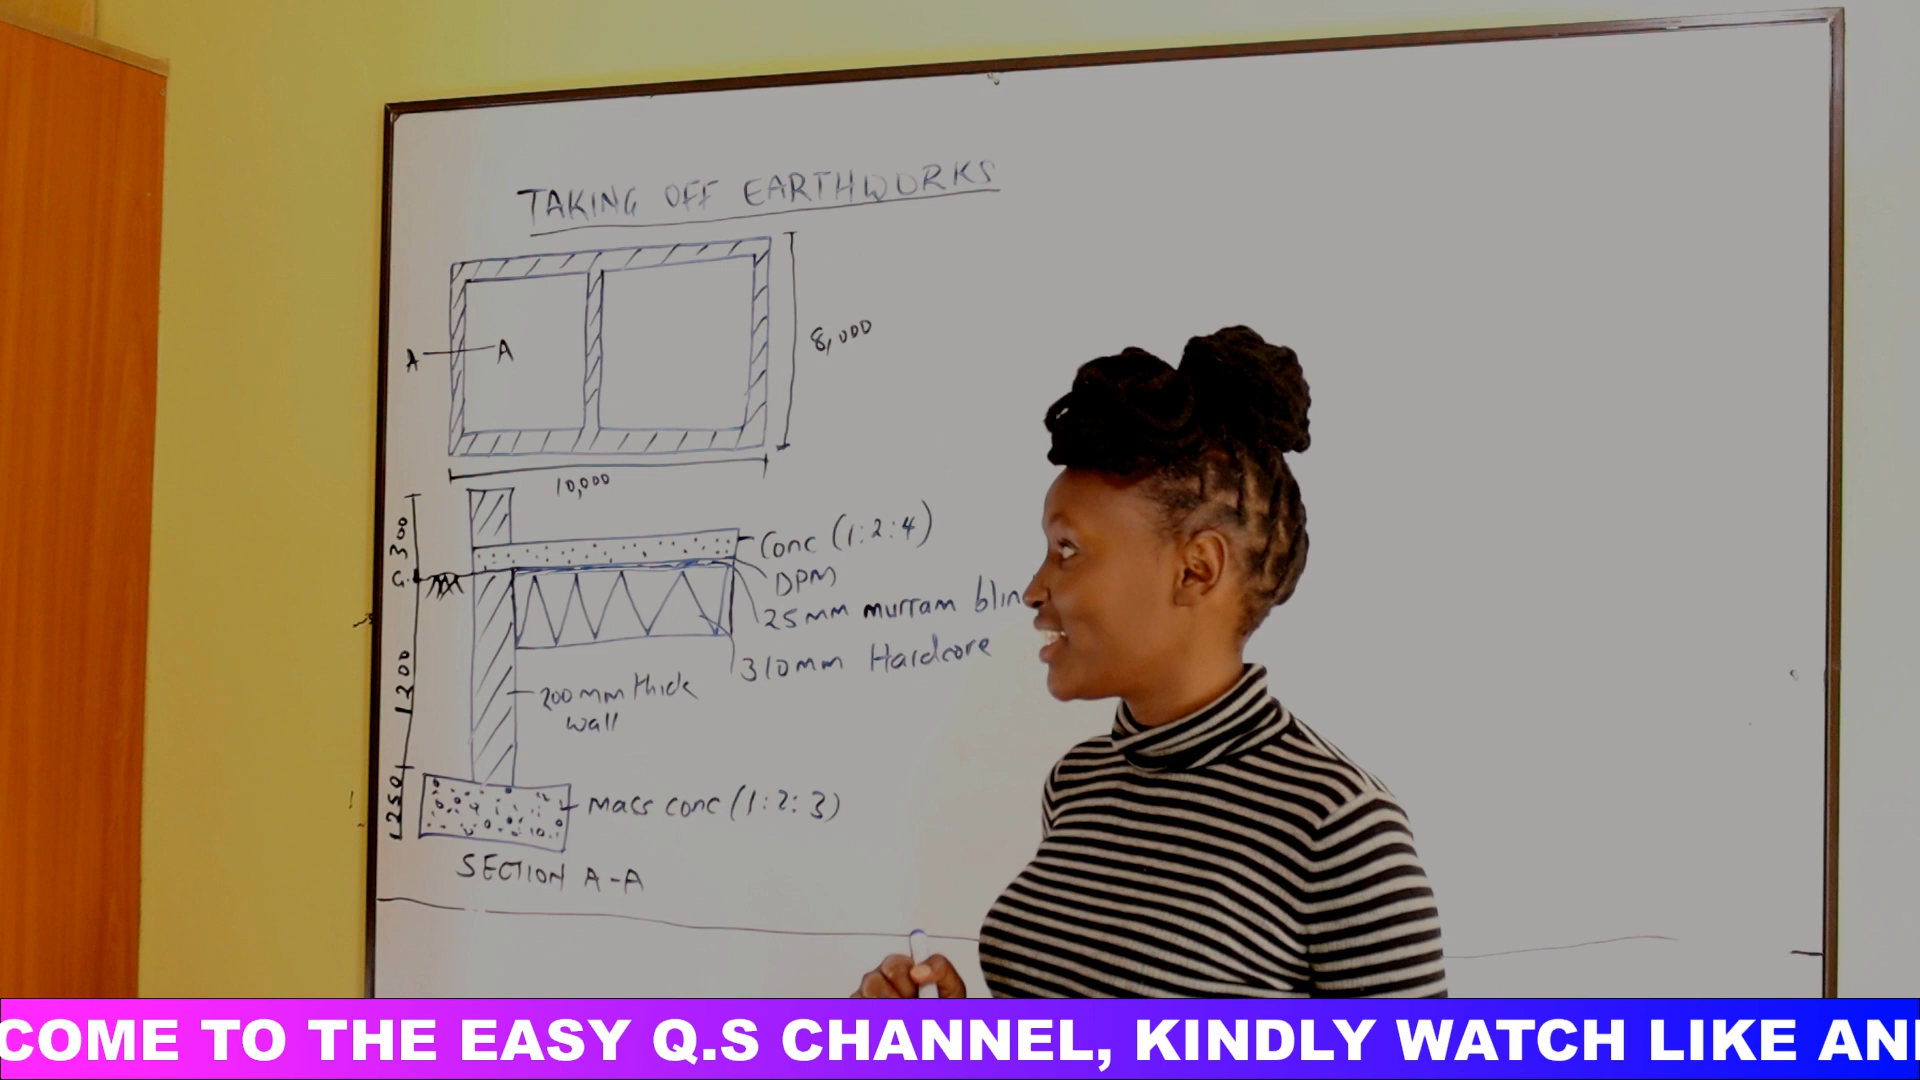 TAKING OFF EARTHWORKS
A
A
8,000
10,000
300
G.
Conc (1:2:4)
DPM
25mm murram blin
310mm Hardcore
1200
200mm thick
wall
1250
mass conc (1:2:3)
SECTION A-A
COME TO THE EASY Q.S CHANNEL, KINDLY WATCH LIKE AN